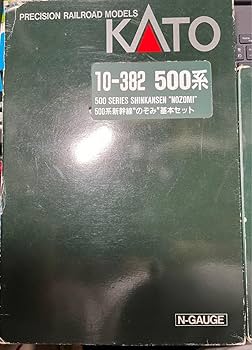 PRECISION RAILROAD MODELS
KATO
10-382 500系
500 SERIES SHINKANSEN "NOZOMI"
500系新幹線"のぞみ"基本セット
N-GAUGE